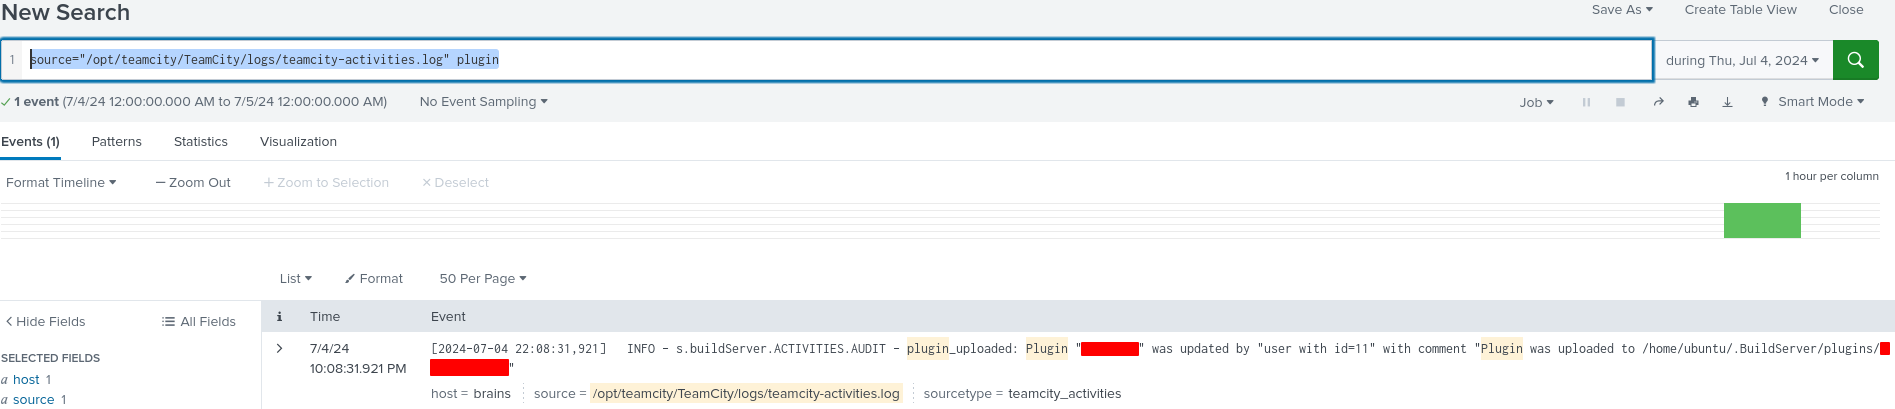 New Search
Save As Create Table View Close
1 source="/opt/teamcity/TeamCity/logs/teamcity-activities.log" plugin
during Thu, Jul 4, 2024
✓ 1 event (7/4/24 12:00:00.000 AM to 7/5/24 12:00:00.000 AM) No Event Sampling
Job Smart Mode
Events (1) Patterns Statistics Visualization
Format Timeline — Zoom Out + Zoom to Selection × Deselect
1 hour per column
List Format 50 Per Page
< Hide Fields All Fields
i Time Event
SELECTED FIELDS
a host 1
a source 1
> 7/4/24 [2024-07-04 22:08:31,921] INFO - s.buildServer.ACTIVITIES.AUDIT - plugin_uploaded: Plugin "" was updated by "user with id=11" with comment "Plugin was uploaded to /home/ubuntu/.BuildServer/plugins/
10:08:31.921 PM "
host = brains source = /opt/teamcity/TeamCity/logs/teamcity-activities.log sourcetype = teamcity_activities